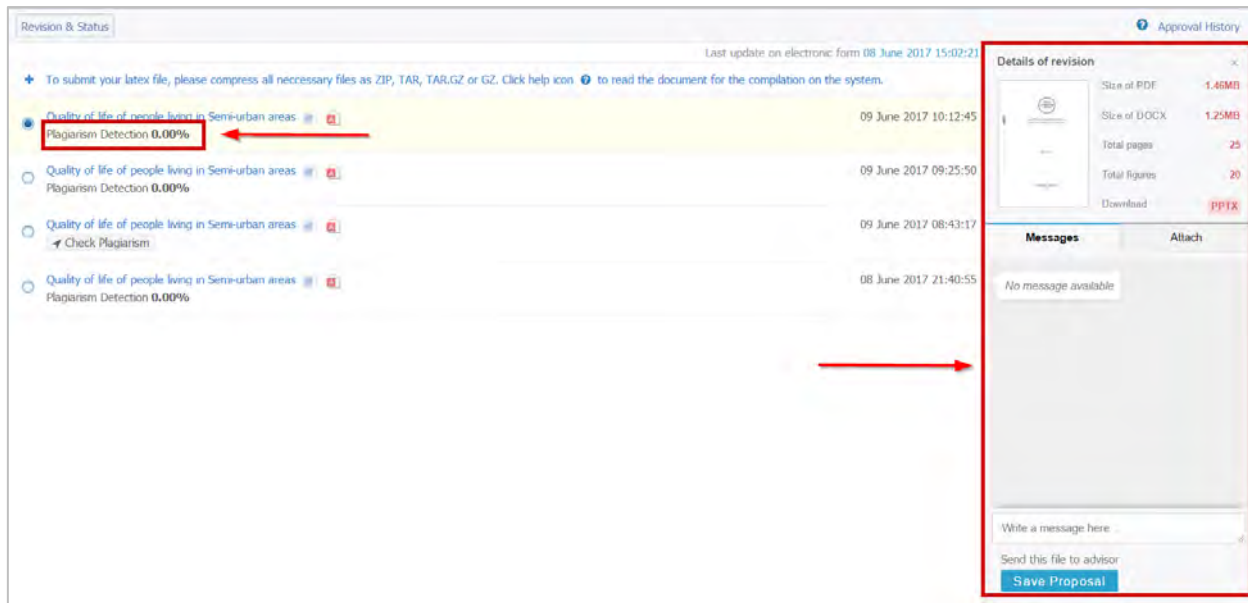 Revision & Status
Approval History
Last update on electronic form 08 June 2017 15:02:21
To submit your latex file, please compress all neccessary files as ZIP, TAR, TAR.GZ or GZ. Click help icon to read the document for the compilation on the system.
Quality of life of people living in Semi-urban areas
09 June 2017 10:12:45
Plagiarism Detection 0.00%
Quality of life of people living in Semi-urban areas
09 June 2017 09:25:50
Plagiarism Detection 0.00%
Quality of life of people living in Semi-urban areas
09 June 2017 08:43:17
Check Plagiarism
Quality of life of people living in Semi-urban areas
08 June 2017 21:40:55
Plagiarism Detection 0.00%
Details of revision
Size of PDF 1.46MB
Size of DOCX 1.25MB
Total pages 25
Total figures 20
Download PPTX
Messages
Attach
No message available
Write a message here ...
Send this file to advisor
Save Proposal